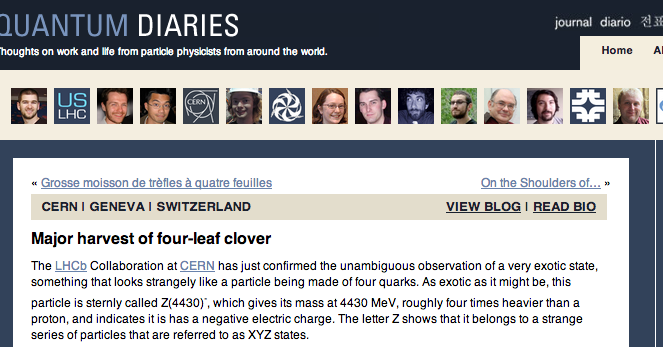 QUANTUM DIARIES
Thoughts on work and life from particle physicists from around the world.
journal diario
Home
US
LHC
CERN
« Grosse moisson de trèfles à quatre feuilles
On the Shoulders of... »
CERN | GENEVA | SWITZERLAND
VIEW BLOG | READ BIO
Major harvest of four-leaf clover
The LHCb Collaboration at CERN has just confirmed the unambiguous observation of a very exotic state,
something that looks strangely like a particle being made of four quarks. As exotic as it might be, this
particle is sternly called Z(4430)⁻, which gives its mass at 4430 MeV, roughly four times heavier than a
proton, and indicates it is has a negative electric charge. The letter Z shows that it belongs to a strange
series of particles that are referred to as XYZ states.